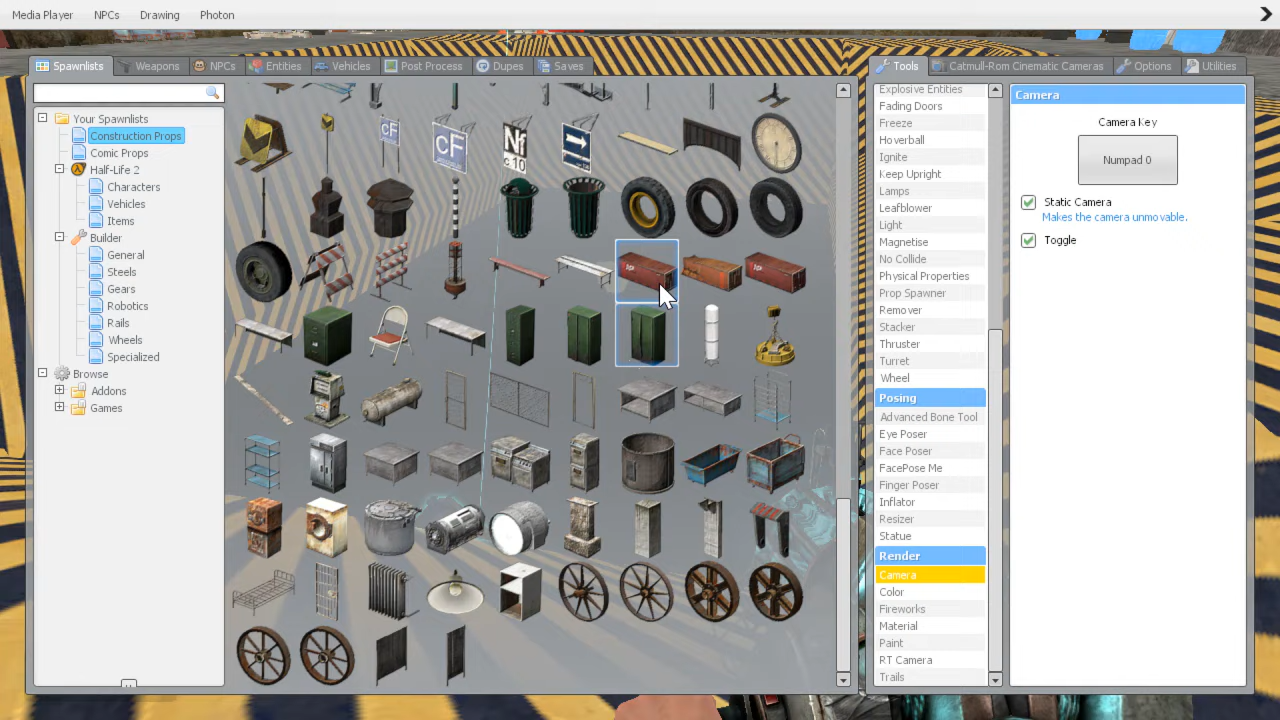 Media Player NPCs Drawing Photon
Spawnlists Weapons NPCs Entities Vehicles Post Process Dupes Saves
Your Spawnlists
Construction Props
Comic Props
Half-Life 2
Characters
Vehicles
Items
Builder
General
Steels
Gears
Robotics
Rails
Wheels
Specialized
Browse
Addons
Games
CF
CF
Nf
c 10
Tools Catmull-Rom Cinematic Cameras Options Utilities
Explosive Entities
Fading Doors
Freeze
Hoverball
Ignite
Keep Upright
Lamps
Leafblower
Light
Magnetise
No Collide
Physical Properties
Prop Spawner
Remover
Stacker
Thruster
Turret
Wheel
Posing
Advanced Bone Tool
Eye Poser
Face Poser
FacePose Me
Finger Poser
Inflator
Resizer
Statue
Render
Camera
Color
Fireworks
Material
Paint
RT Camera
Trails
Camera
Camera Key
Numpad 0
Static Camera
Makes the camera unmovable.
Toggle